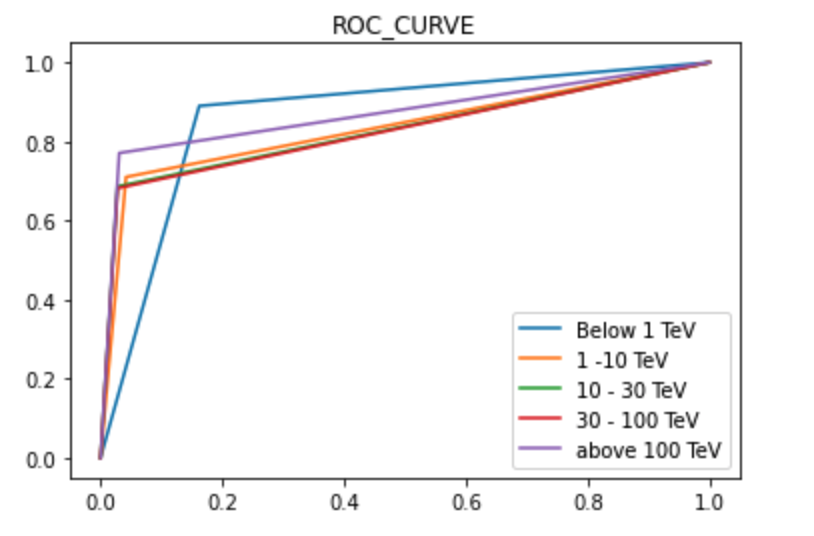 ROC_CURVE
1.0
0.8
0.6
0.4
0.2
0.0
Below 1 TeV
1 -10 TeV
10 - 30 TeV
30 - 100 TeV
above 100 TeV
0.0 0.2 0.4 0.6 0.8 1.0